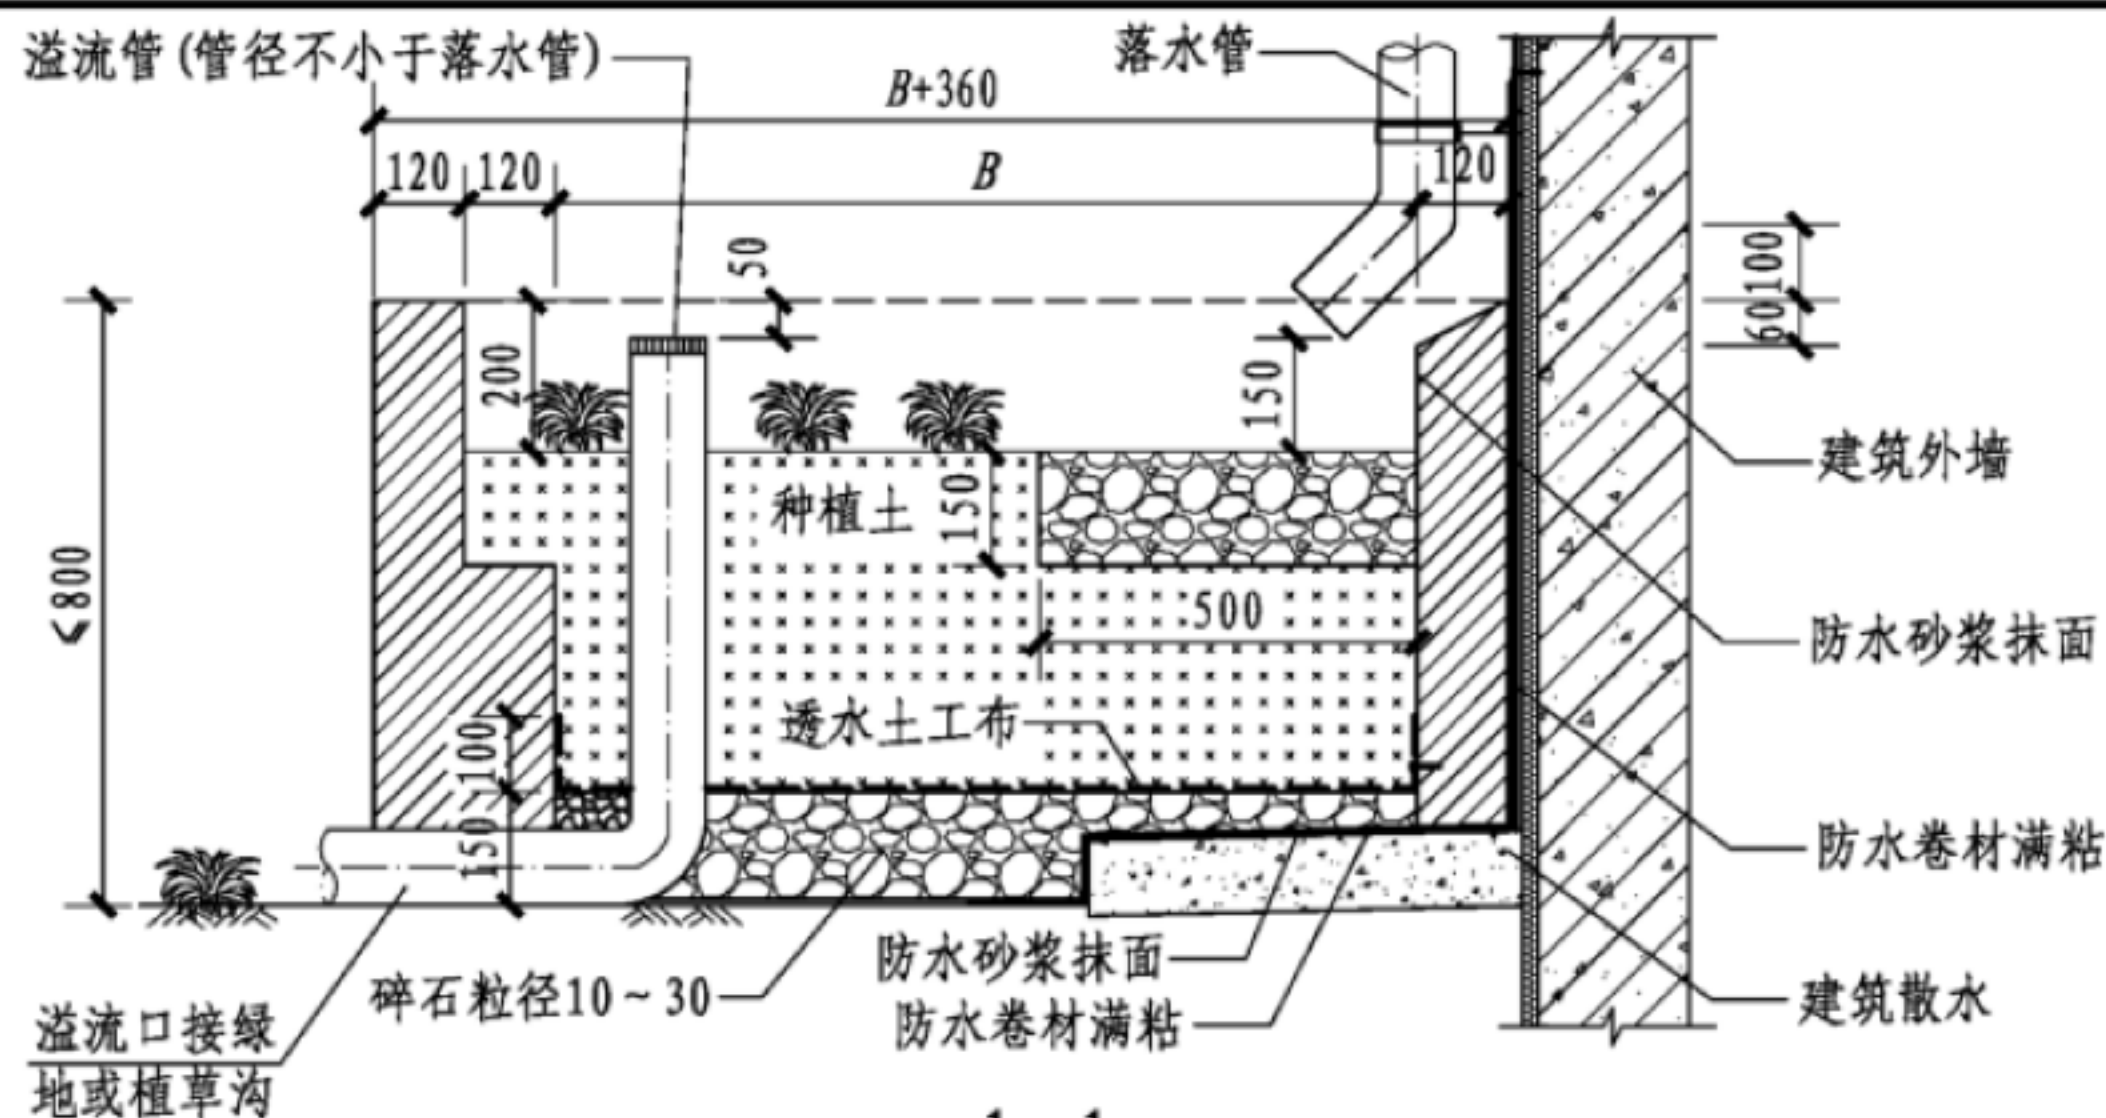 溢流管(管径不小于落水管)
落水管
B+360
120
120
B
120
50
100
60
200
150
建筑外墙
种植土
150
≤800
500
防水砂浆抹面
透水土工布
100
150
防水卷材满粘
防水砂浆抹面
碎石粒径10~30
建筑散水
溢流口接绿
防水卷材满粘
地或植草沟